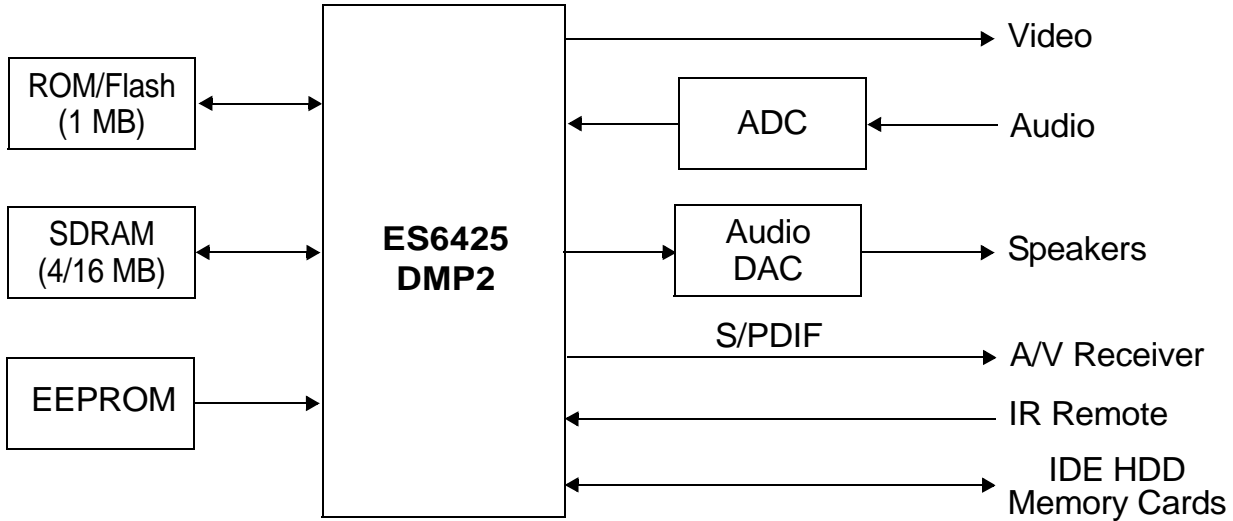 ROM/Flash
(1 MB)
SDRAM
(4/16 MB)
EEPROM
ES6425
DMP2
Video
ADC
Audio
Audio
DAC
Speakers
S/PDIF
A/V Receiver
IR Remote
IDE HDD
Memory Cards